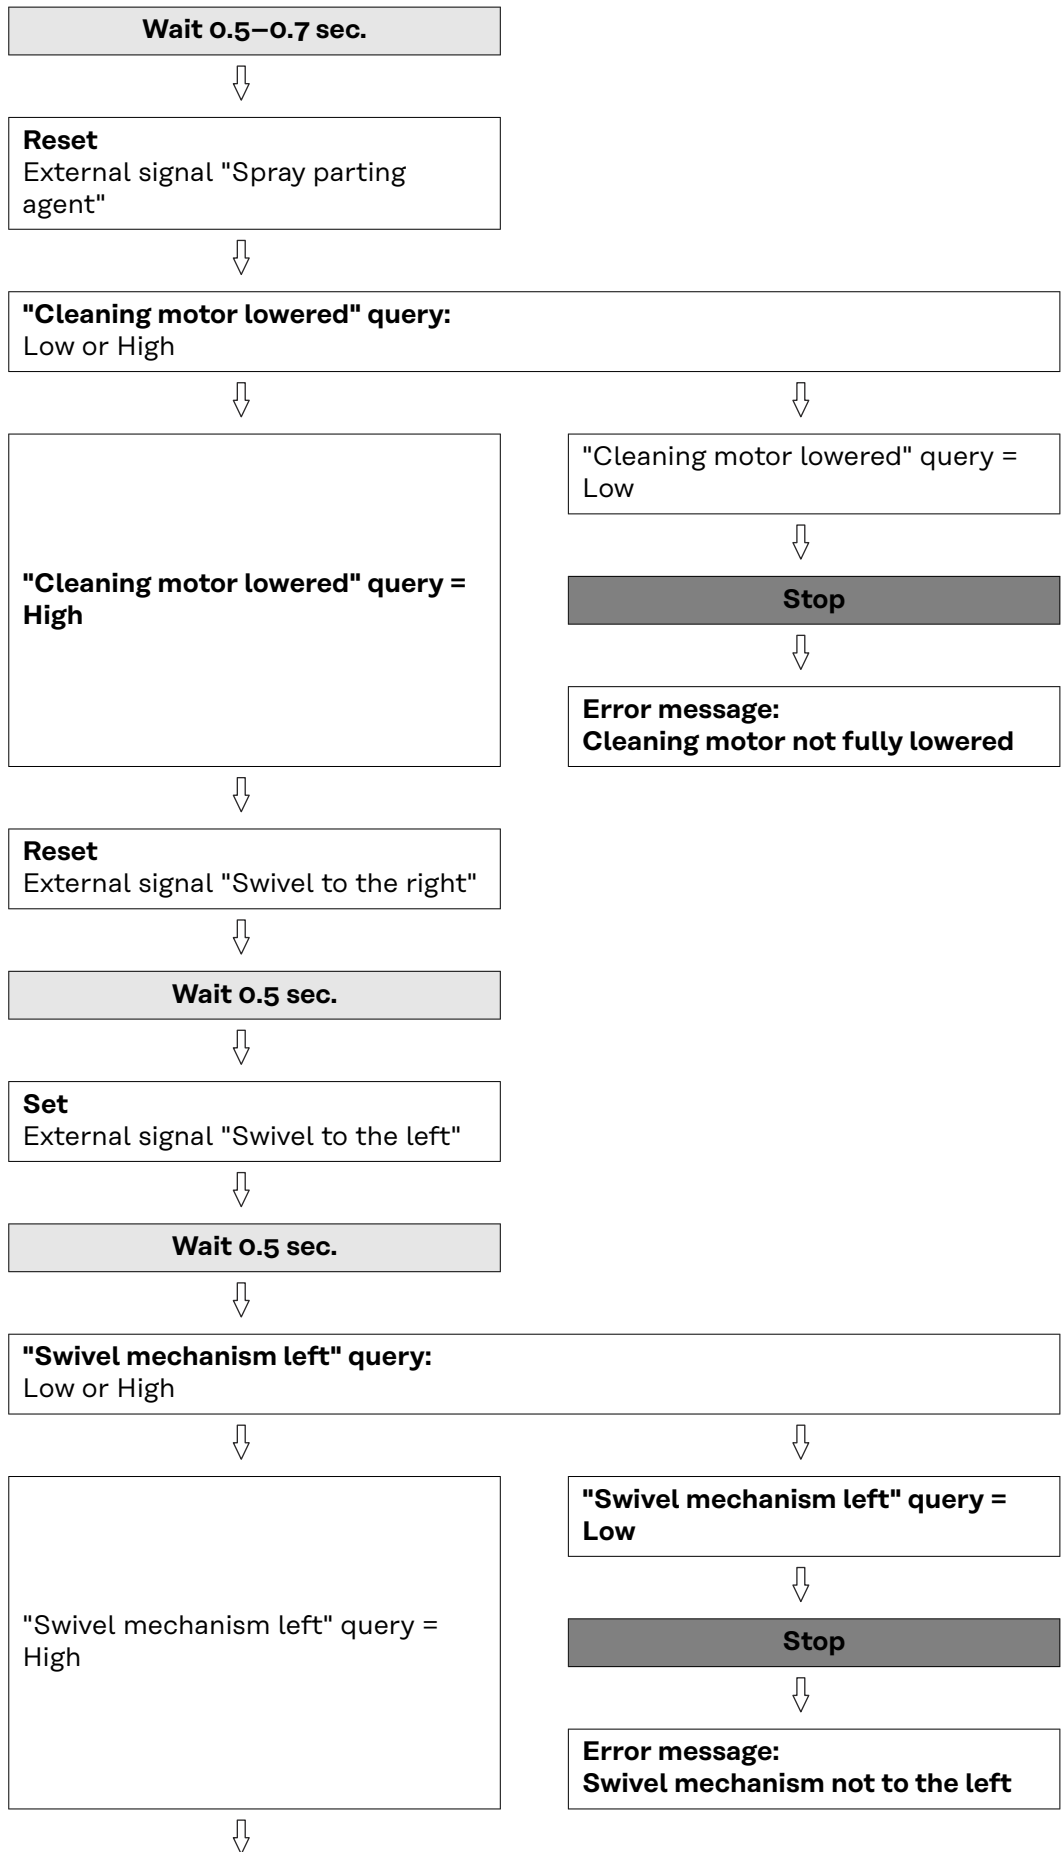 Wait 0.5–0.7 sec.
Reset
External signal "Spray parting
agent"
"Cleaning motor lowered" query:
Low or High
"Cleaning motor lowered" query =
High
"Cleaning motor lowered" query =
Low
Stop
Error message:
Cleaning motor not fully lowered
Reset
External signal "Swivel to the right"
Wait 0.5 sec.
Set
External signal "Swivel to the left"
Wait 0.5 sec.
"Swivel mechanism left" query:
Low or High
"Swivel mechanism left" query =
High
"Swivel mechanism left" query =
Low
Stop
Error message:
Swivel mechanism not to the left